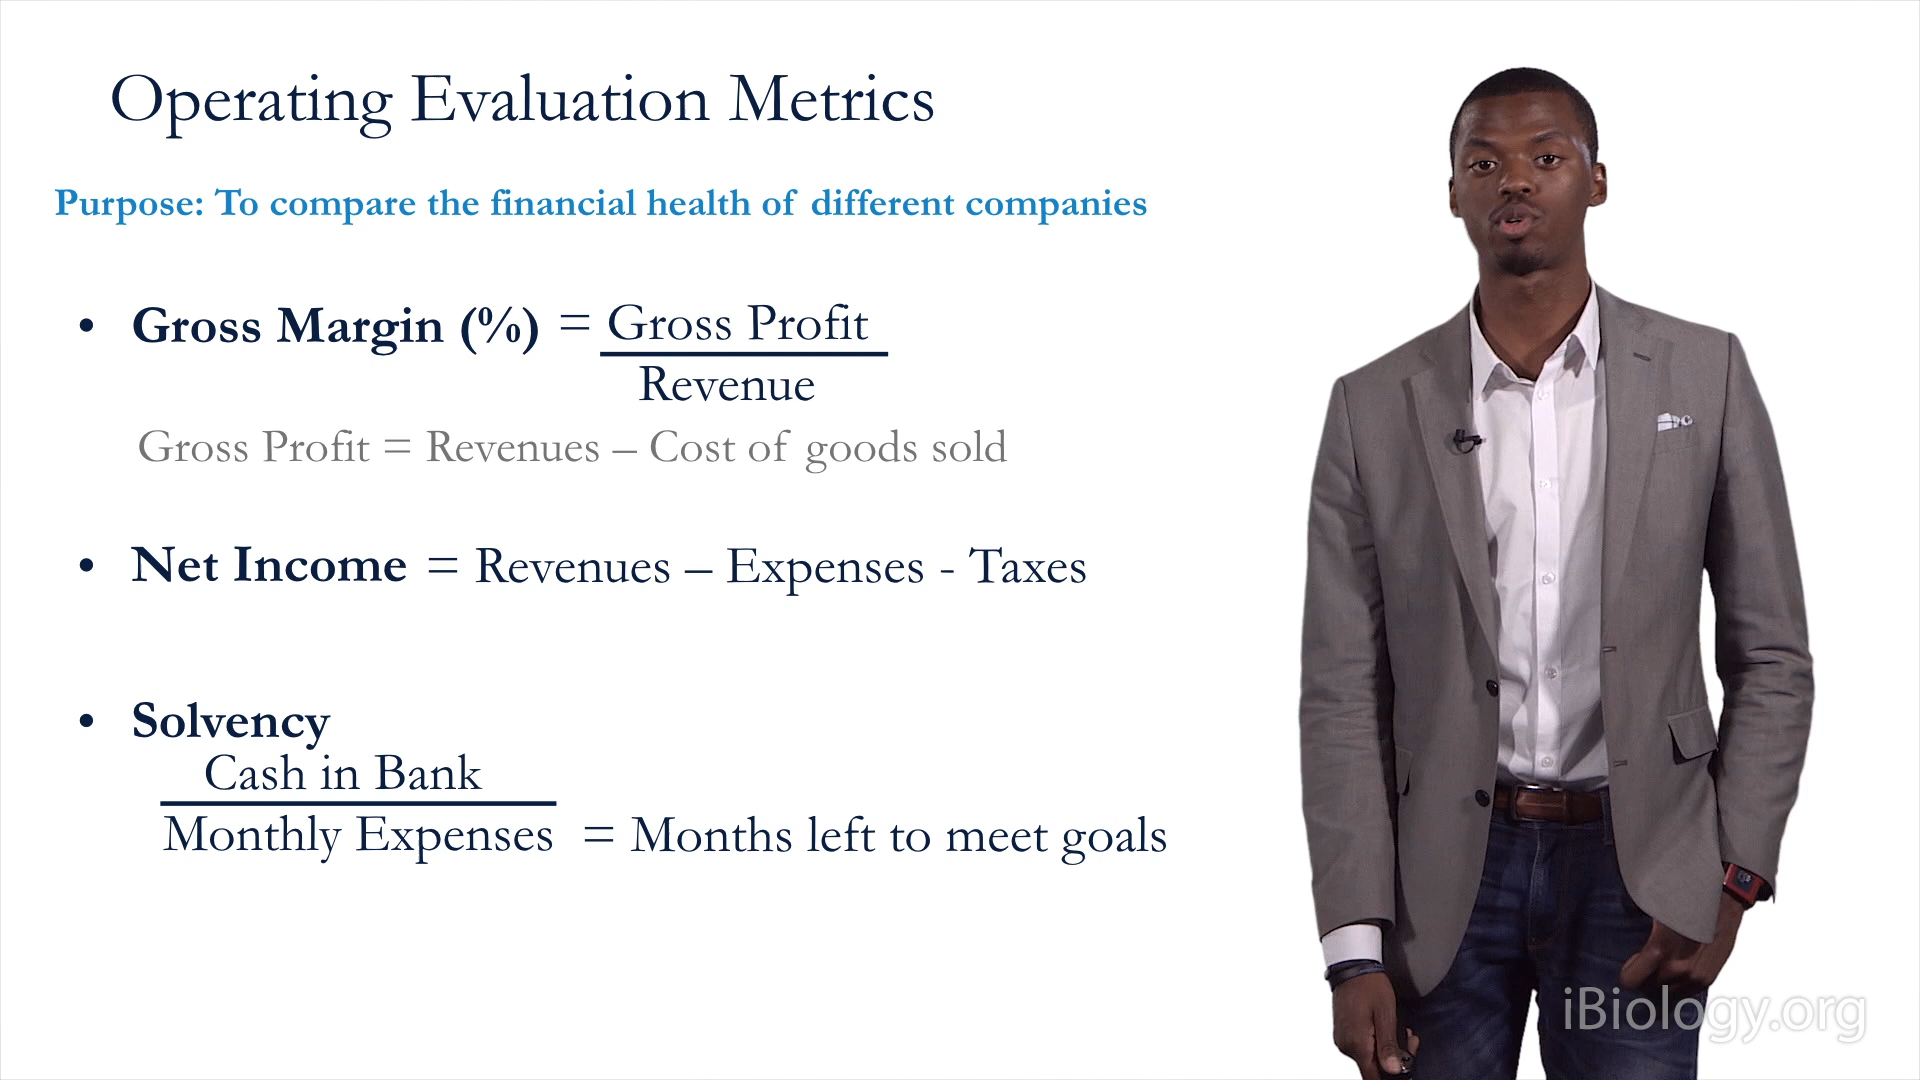 Operating Evaluation Metrics
Purpose: To compare the financial health of different companies
• Gross Margin (%) = Gross Profit
Revenue
Gross Profit = Revenues – Cost of goods sold
• Net Income = Revenues – Expenses - Taxes
• Solvency
Cash in Bank
Monthly Expenses = Months left to meet goals
iBiology.org